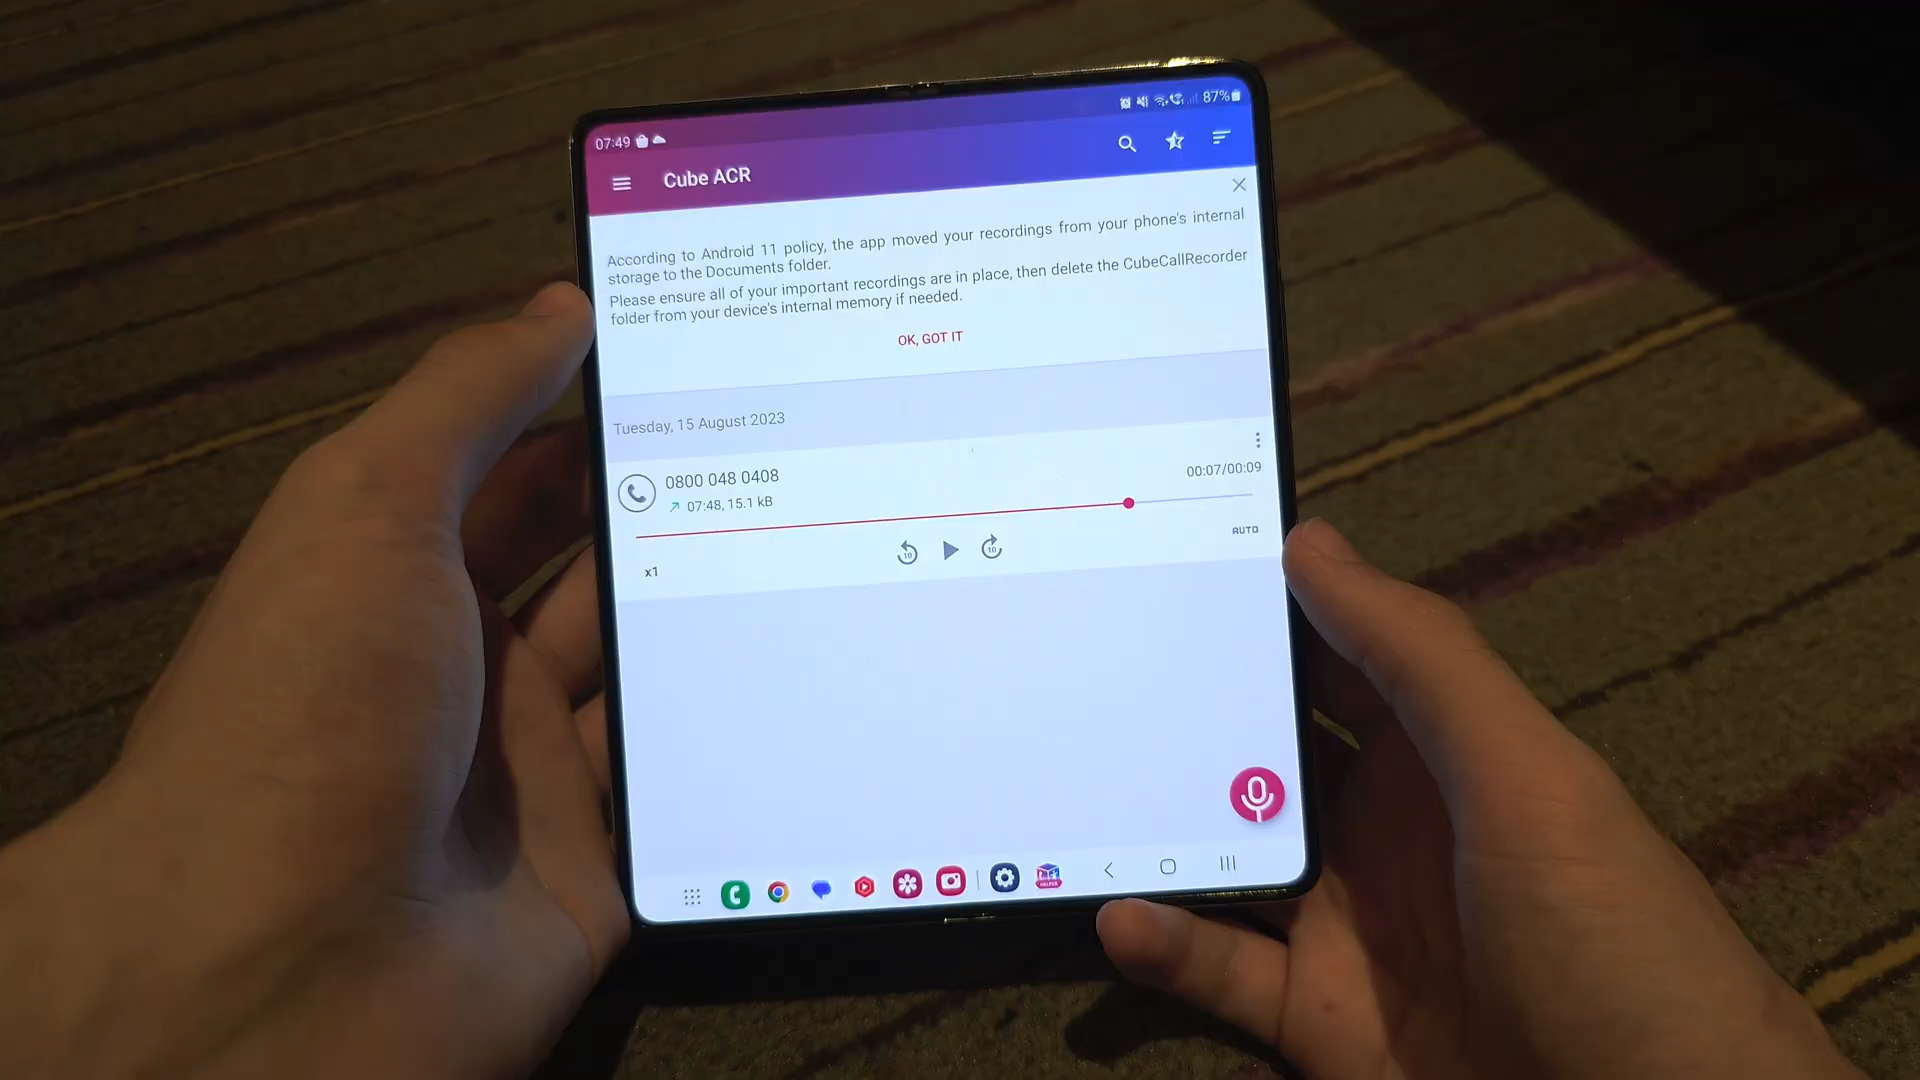 07:49
87%
Cube ACR
According to Android 11 policy, the app moved your recordings from your phone's internal
storage to the Documents folder.
Please ensure all of your important recordings are in place, then delete the CubeCallRecorder
folder from your device's internal memory if needed.
OK, GOT IT
Tuesday, 15 August 2023
0800 048 0408
07:48, 15.1 kB
00:07/00:09
x1
10
10
AUTO
HELPER